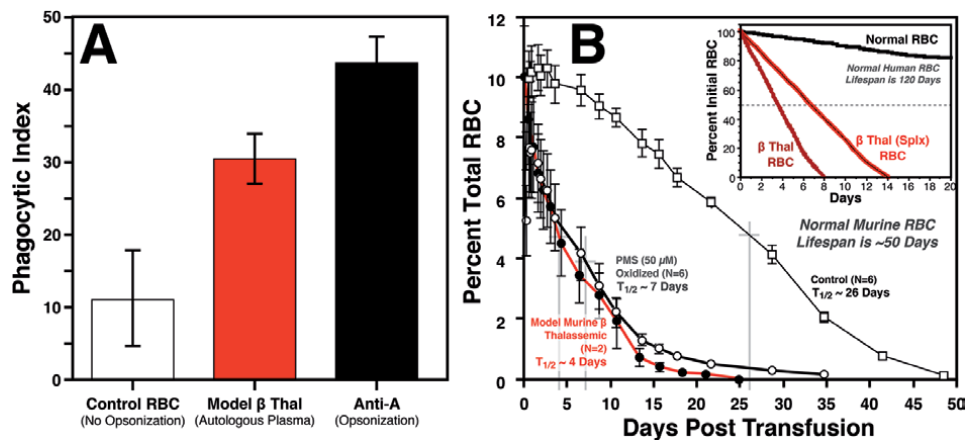 A
Phagocytic Index
50
40
30
20
10
0
Control RBC
(No Opsonization)
Model β Thal
(Autologous Plasma)
Anti-A
(Opsonization)
B
Percent Total RBC
12
10
8
6
4
2
0
0
5
10
15
20
25
30
35
40
45
50
Days Post Transfusion
PMS (50 µM)
Oxidized (N=6)
T1/2 ~ 7 Days
Model Murine β
Thalassemic
(N=2)
T1/2 ~ 4 Days
Control (N=6)
T1/2 ~ 26 Days
Normal Murine RBC
Lifespan is ~50 Days
Percent Initial RBC
100
80
60
40
20
0
Normal RBC
Normal Human RBC
Lifespan is 120 Days
β Thal
RBC
β Thal (Splx)
RBC
0
2
4
6
8
10
12
14
16
18
20
Days